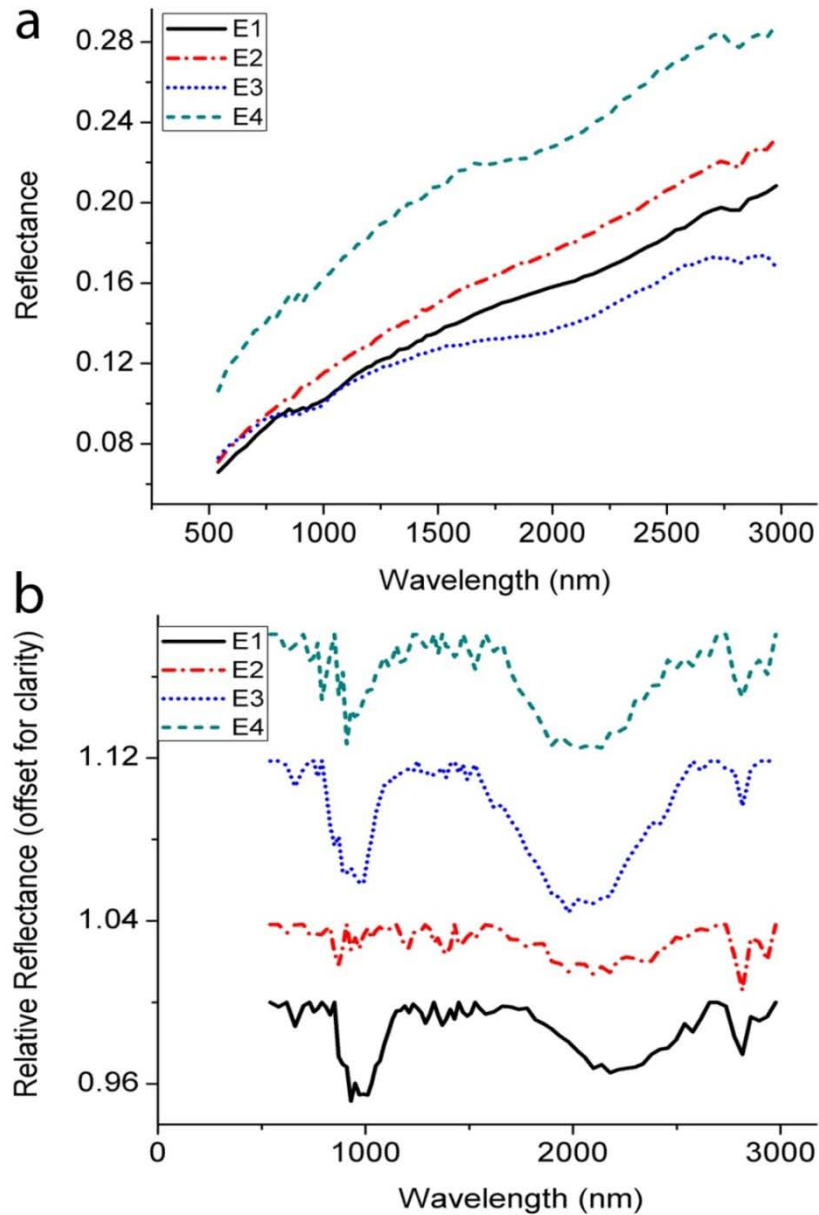 a
E1
E2
E3
E4
0.28
0.24
0.20
0.16
0.12
0.08
Reflectance
500 1000 1500 2000 2500 3000
Wavelength (nm)
b
E1
E2
E3
E4
1.12
1.04
0.96
Relative Reflectance (offset for clarity)
0 1000 2000 3000
Wavelength (nm)